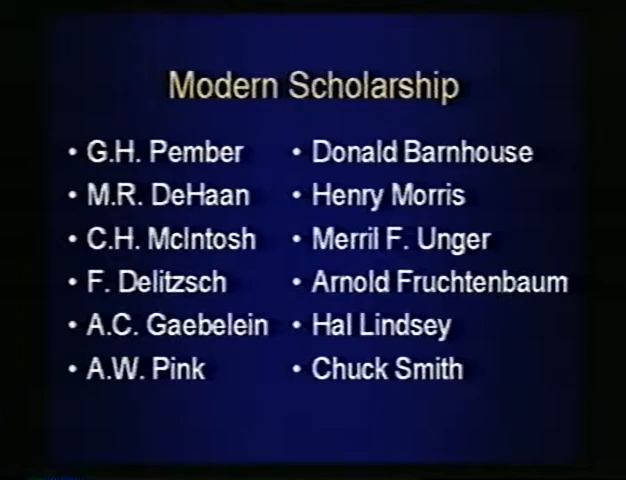 Modern Scholarship
• G.H. Pember
• M.R. DeHaan
• C.H. McIntosh
• F. Delitzsch
• A.C. Gaebelein
• A.W. Pink
• Donald Barnhouse
• Henry Morris
• Merril F. Unger
• Arnold Fruchtenbaum
• Hal Lindsey
• Chuck Smith